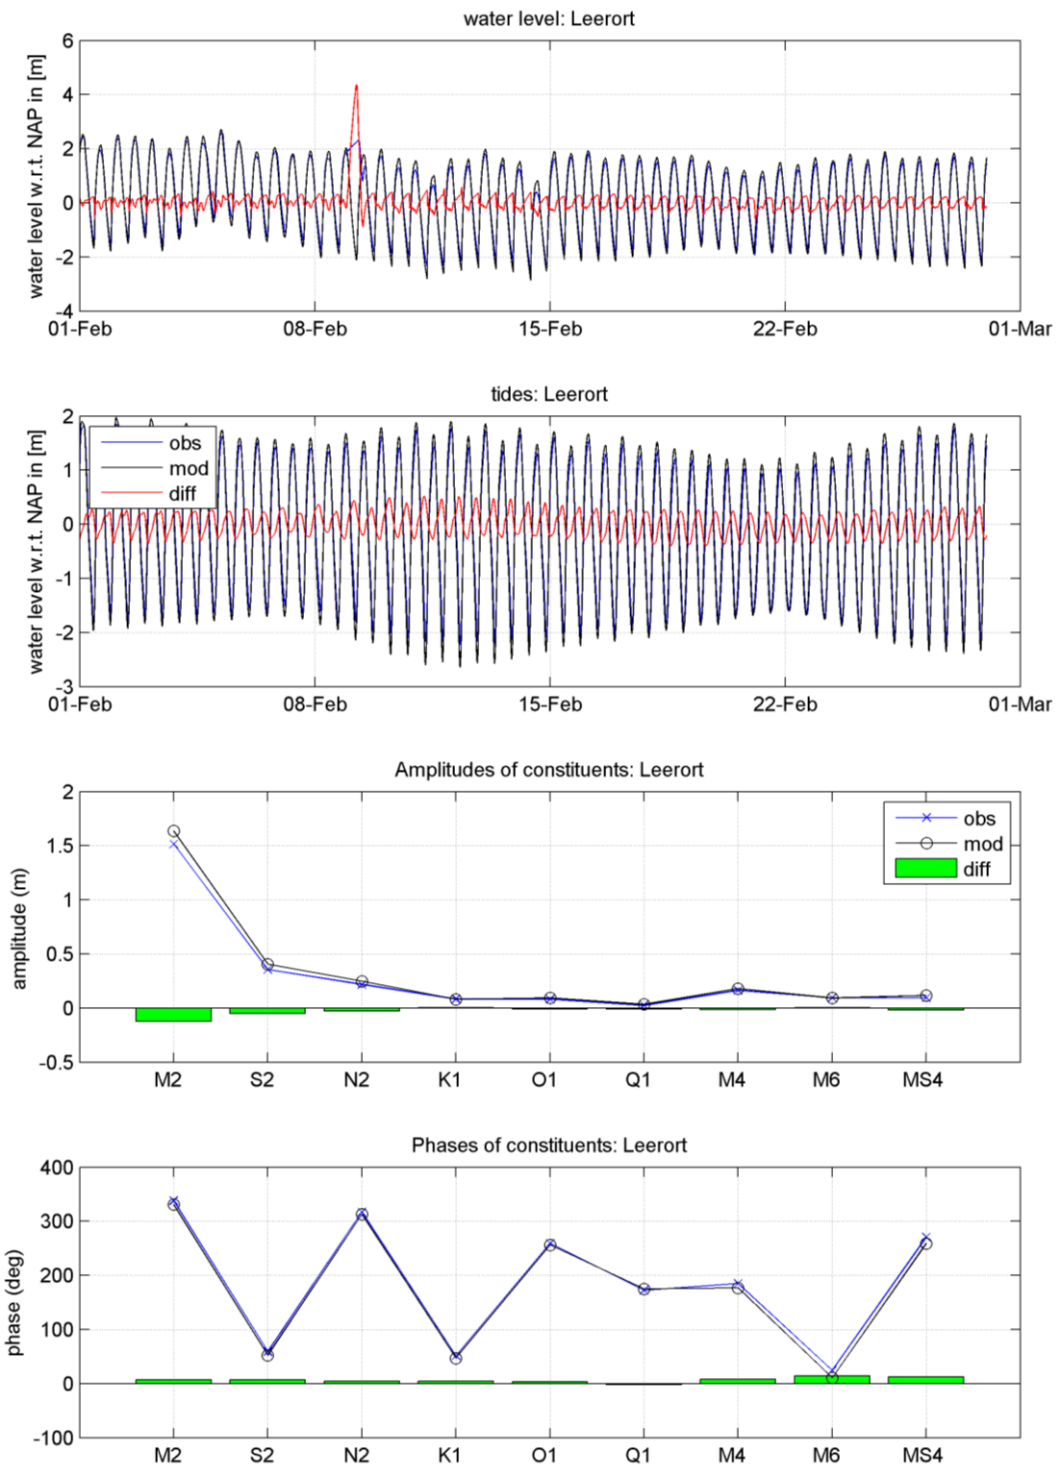 water level: Leerort
water level w.r.t. NAP in [m]
6
4
2
0
-2
-4
01-Feb 08-Feb 15-Feb 22-Feb 01-Mar
tides: Leerort
water level w.r.t. NAP in [m]
2
1
0
-1
-2
-3
obs
mod
diff
01-Feb 08-Feb 15-Feb 22-Feb 01-Mar
Amplitudes of constituents: Leerort
amplitude (m)
2
1.5
1
0.5
0
-0.5
obs
mod
diff
M2 S2 N2 K1 O1 Q1 M4 M6 MS4
Phases of constituents: Leerort
phase (deg)
400
300
200
100
0
-100
M2 S2 N2 K1 O1 Q1 M4 M6 MS4